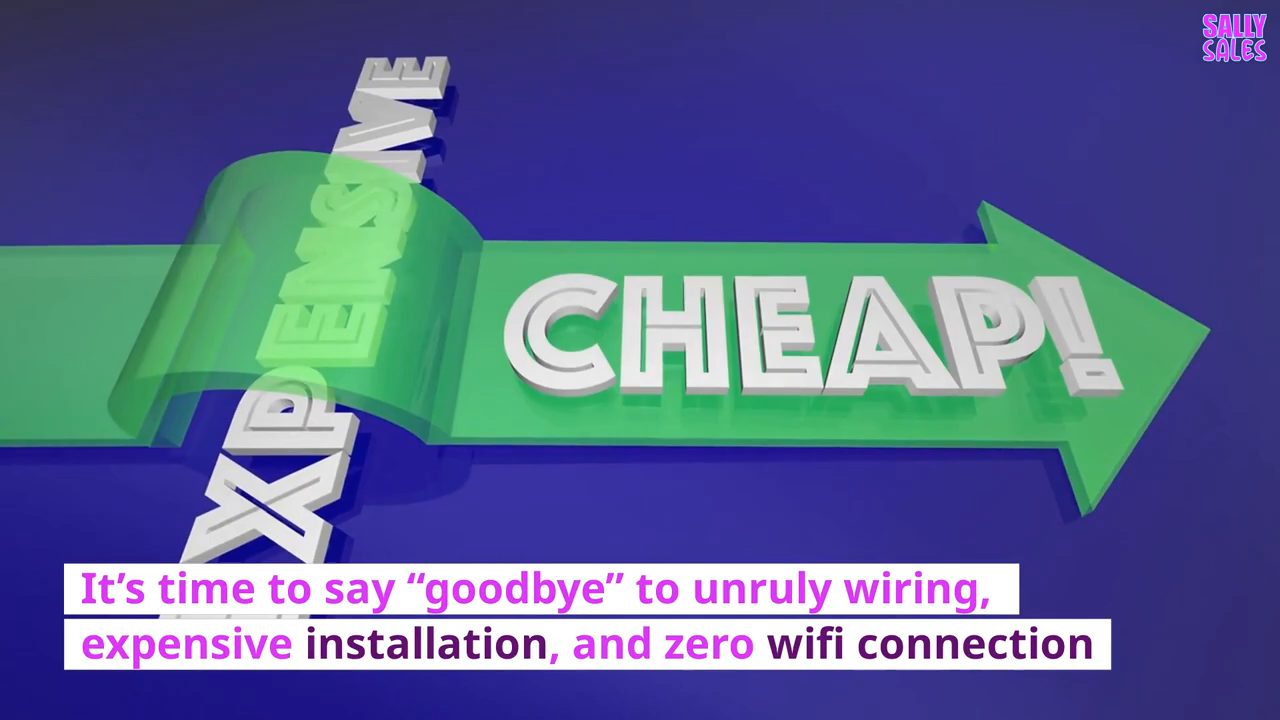 SALLY
SALES
EXPENSIVE
CHEAP!
It's time to say “goodbye” to unruly wiring,
expensive installation, and zero wifi connection